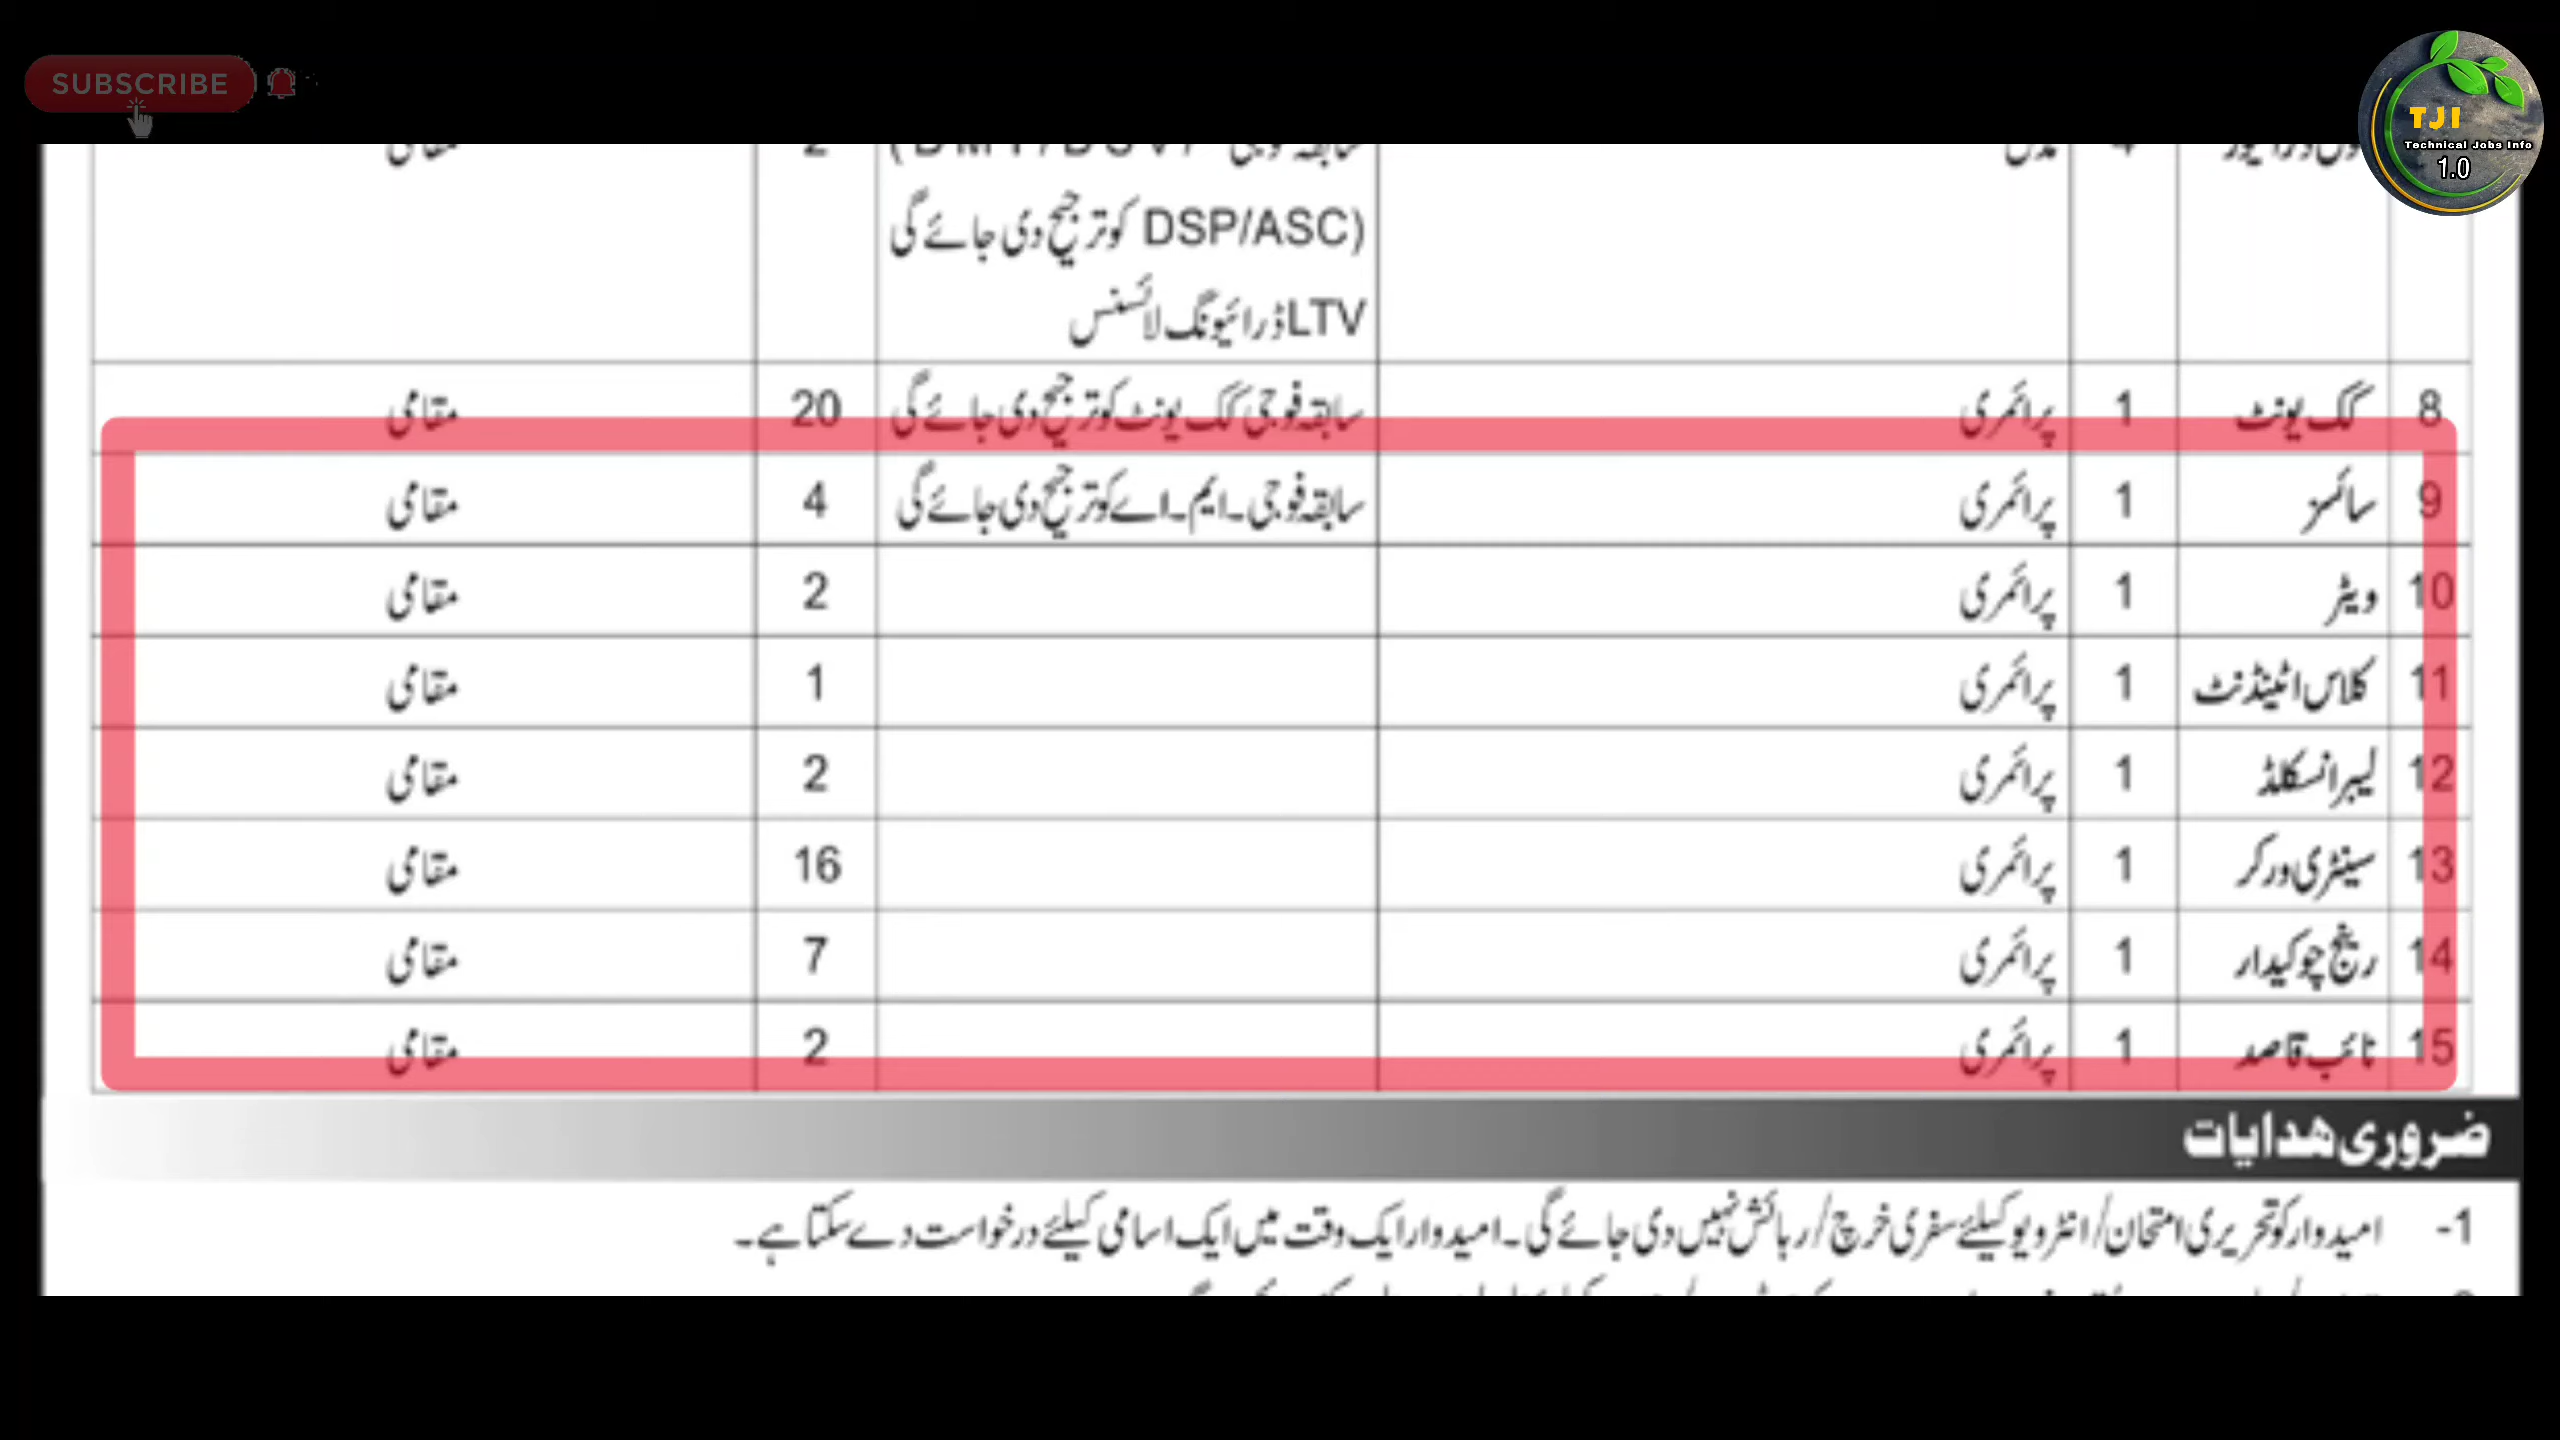 SUBSCRIBE
TJI
Technical Jobs Info
1.0
DSP/ASC) کو ترجیح دی جائے گی
LTV ڈرائیونگ لائسنس
8 کک یونٹ 1 پرائمری سابقہ فوجی کک یونٹ کو ترجیح دی جائے گی 20 مقامی
9 سائسز 1 پرائمری سابقہ فوجی۔ایم۔اے کو ترجیح دی جائے گی 4 مقامی
10 ویٹر 1 پرائمری 2 مقامی
11 کلاس اٹینڈنٹ 1 پرائمری 1 مقامی
12 لیبر انسکلڈ 1 پرائمری 2 مقامی
13 سینٹری ورکر 1 پرائمری 16 مقامی
14 رینج چوکیدار 1 پرائمری 7 مقامی
15 نائب قاصد 1 پرائمری 2 مقامی
ضروری ھدایات
1- امیدوار کو تحریری امتحان/انٹرویو کیلئے سفری خرچ/رہائش نہیں دی جائے گی۔امیدوار ایک وقت میں ایک اسامی کیلئے درخواست دے سکتا ہے۔